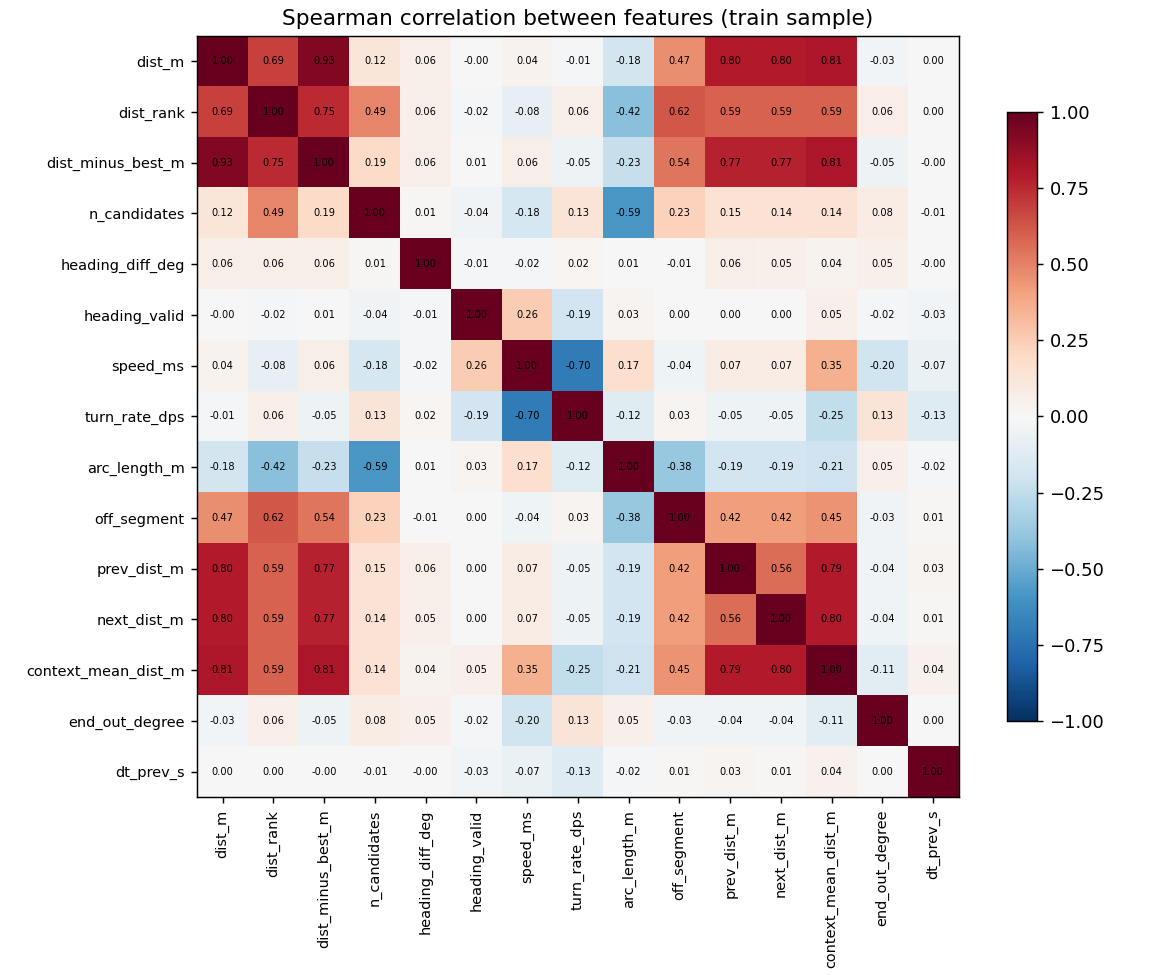 Spearman correlation between features (train sample)
dist_m 1.00 0.69 0.93 0.12 0.06 -0.00 0.04 -0.01 -0.18 0.47 0.80 0.80 0.81 -0.03 0.00
dist_rank 0.69 1.00 0.75 0.49 0.06 -0.02 -0.08 0.06 -0.42 0.62 0.59 0.59 0.59 0.06 0.00
dist_minus_best_m 0.93 0.75 1.00 0.19 0.06 0.01 0.06 -0.05 -0.23 0.54 0.77 0.77 0.81 -0.05 -0.00
n_candidates 0.12 0.49 0.19 1.00 0.01 -0.04 -0.18 0.13 -0.59 0.23 0.15 0.14 0.14 0.08 -0.01
heading_diff_deg 0.06 0.06 0.06 0.01 1.00 -0.01 -0.02 0.02 0.01 -0.01 0.06 0.05 0.04 0.05 -0.00
heading_valid -0.00 -0.02 0.01 -0.04 -0.01 1.00 0.26 -0.19 0.03 0.00 0.00 0.00 0.05 -0.02 -0.03
speed_ms 0.04 -0.08 0.06 -0.18 -0.02 0.26 1.00 -0.70 0.17 -0.04 0.07 0.07 0.35 -0.20 -0.07
turn_rate_dps -0.01 0.06 -0.05 0.13 0.02 -0.19 -0.70 1.00 -0.12 0.03 -0.05 -0.05 -0.25 0.13 -0.13
arc_length_m -0.18 -0.42 -0.23 -0.59 0.01 0.03 0.17 -0.12 1.00 -0.38 -0.19 -0.19 -0.21 0.05 -0.02
off_segment 0.47 0.62 0.54 0.23 -0.01 0.00 -0.04 0.03 -0.38 1.00 0.42 0.42 0.45 -0.03 0.01
prev_dist_m 0.80 0.59 0.77 0.15 0.06 0.00 0.07 -0.05 -0.19 0.42 1.00 0.56 0.79 -0.04 0.03
next_dist_m 0.80 0.59 0.77 0.14 0.05 0.00 0.07 -0.05 -0.19 0.42 0.56 1.00 0.80 -0.04 0.01
context_mean_dist_m 0.81 0.59 0.81 0.14 0.04 0.05 0.35 -0.25 -0.21 0.45 0.79 0.80 1.00 -0.11 0.04
end_out_degree -0.03 0.06 -0.05 0.08 0.05 -0.02 -0.20 0.13 0.05 -0.03 -0.04 -0.04 -0.11 1.00 0.00
dt_prev_s 0.00 0.00 -0.00 -0.01 -0.00 -0.03 -0.07 -0.13 -0.02 0.01 0.03 0.01 0.04 0.00 1.00
dist_m
dist_rank
dist_minus_best_m
n_candidates
heading_diff_deg
heading_valid
speed_ms
turn_rate_dps
arc_length_m
off_segment
prev_dist_m
next_dist_m
context_mean_dist_m
end_out_degree
dt_prev_s
1.00
0.75
0.50
0.25
0.00
−0.25
−0.50
−0.75
−1.00